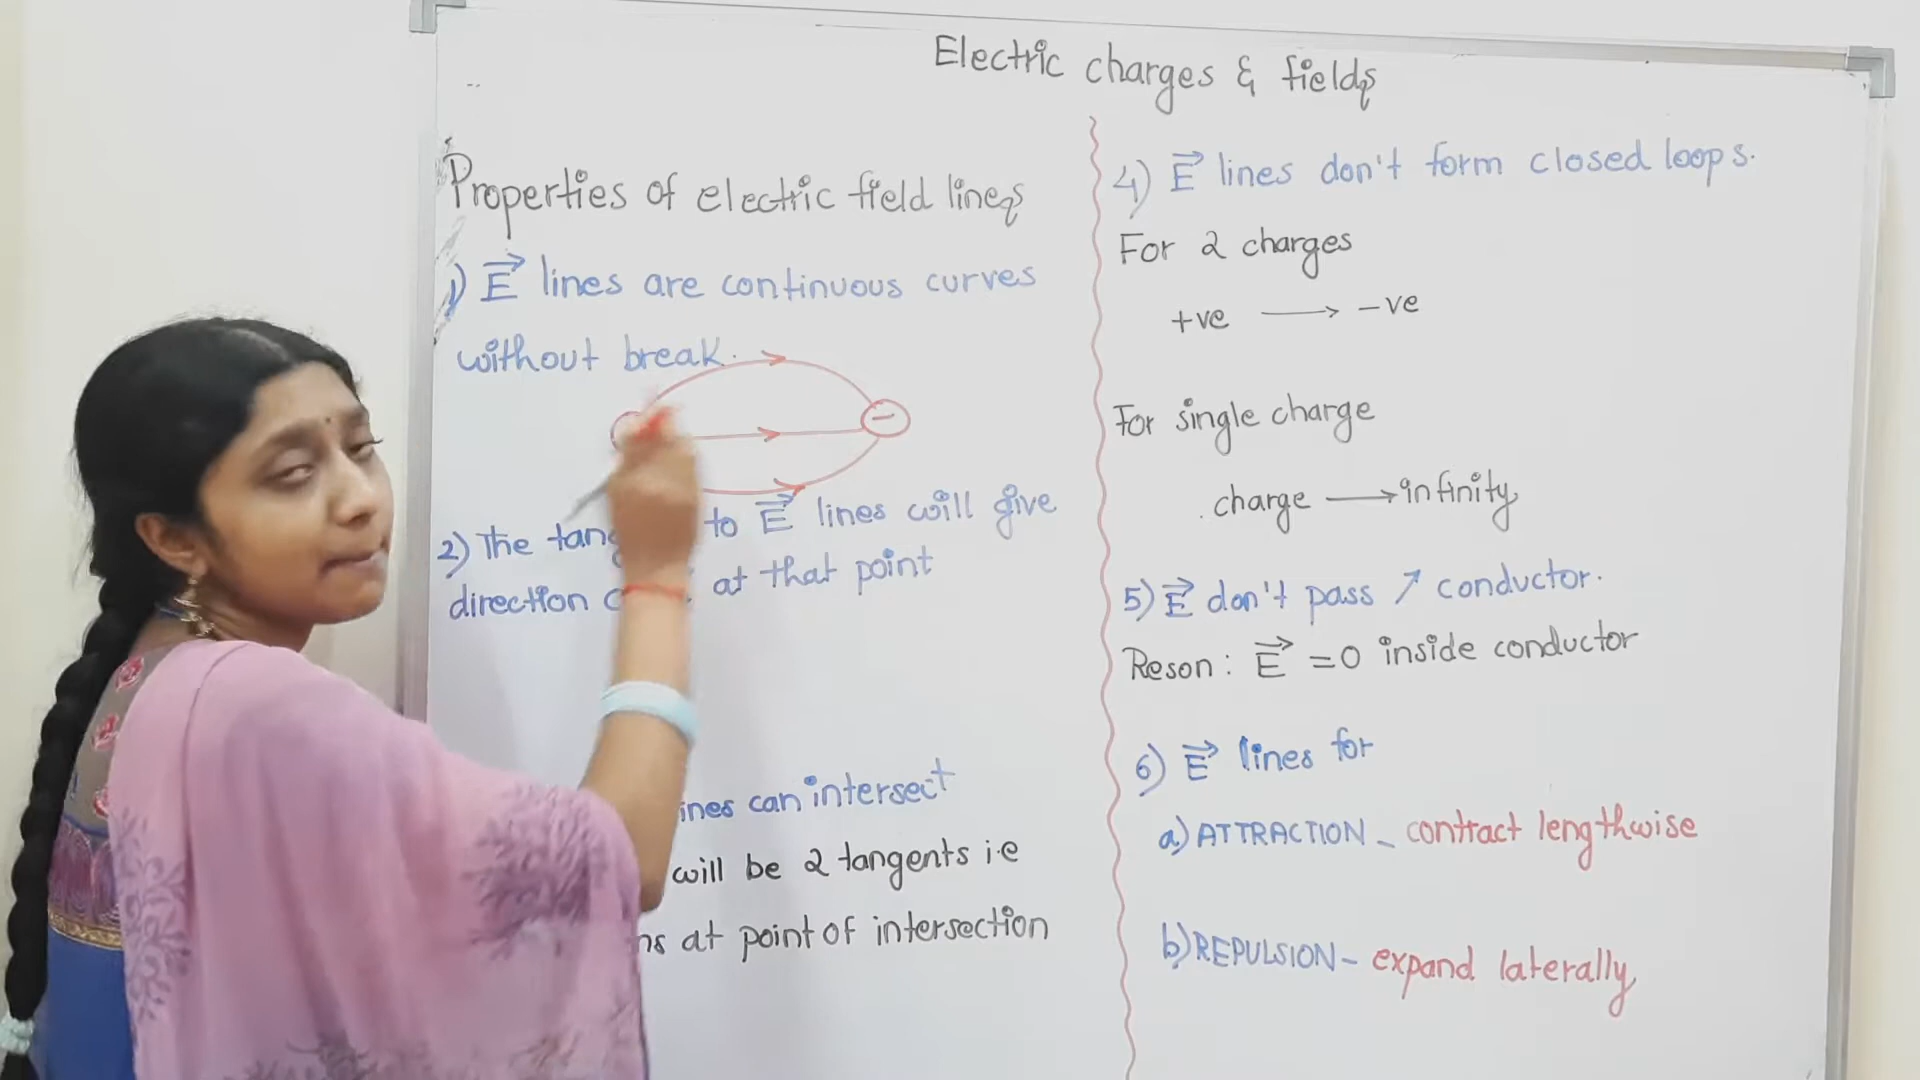 Electric charges & fields
Properties of electric field lines
1) E⃗ lines are continuous curves
without break.
−
2) The to E⃗ lines will give
direction at that point
lines can intersect
will be 2 tangents i.e
at point of intersection
4) E⃗ lines don't form closed loops.
For 2 charges
+ve ⟶ -ve
For single charge
charge ⟶ infinity
5) E⃗ don't pass ↗ conductor.
Reson : E⃗ = 0 inside conductor
6) E⃗ lines for
a) ATTRACTION - contract lengthwise
b) REPULSION - expand laterally